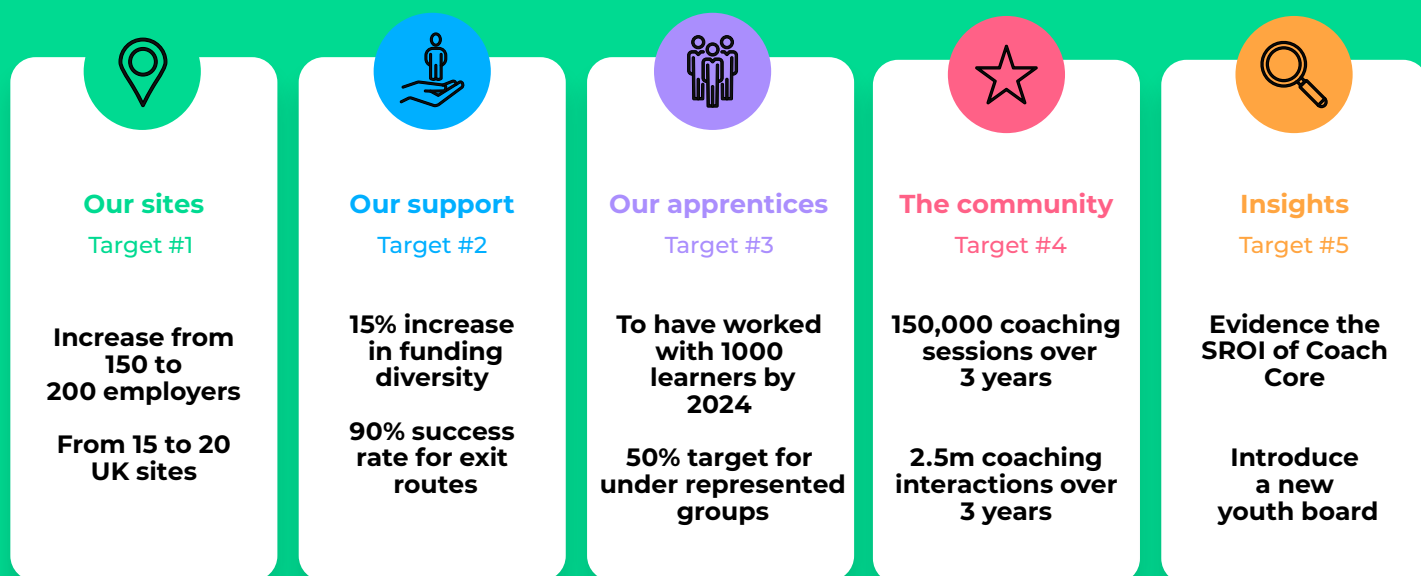 Our sites
Target #1
Increase from
150 to
200 employers
From 15 to 20
UK sites
Our support
Target #2
15% increase
in funding
diversity
90% success
rate for exit
routes
Our apprentices
Target #3
To have worked
with 1000
learners by
2024
50% target for
under represented
groups
The community
Target #4
150,000 coaching
sessions over
3 years
2.5m coaching
interactions over
3 years
Insights
Target #5
Evidence the
SROI of Coach
Core
Introduce
a new
youth board